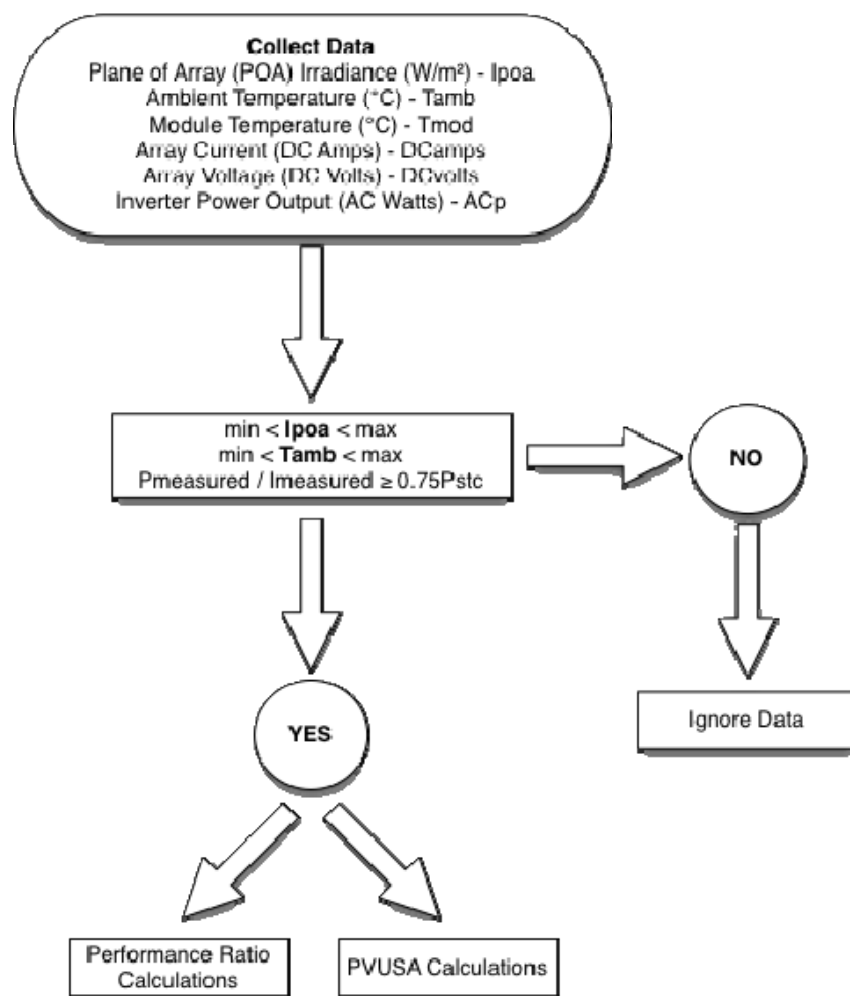 Collect Data
Plane of Array (POA) Irradiance (W/m²) - Ipoa
Ambient Temperature (°C) - Tamb
Module Temperature (°C) - Tmod
Array Current (DC Amps) - DCamps
Array Voltage (DC Volts) - DCvolts
Inverter Power Output (AC Watts) - ACp
min < Ipoa < max
min < Tamb < max
Pmeasured / Imeasured ≥ 0.75Pstc
NO
YES
Ignore Data
Performance Ratio
Calculations
PVUSA Calculations